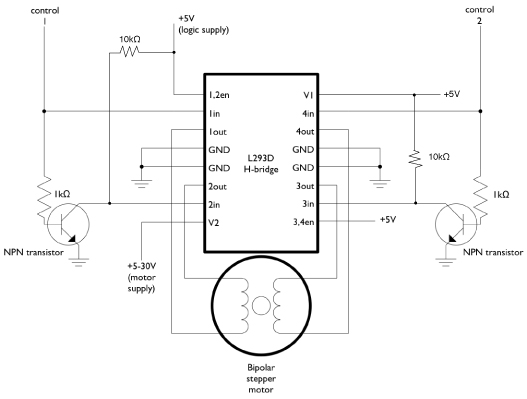 control
1
control
2
+5V
(logic supply)
10kΩ
1,2en
V1
+5V
1in
4in
1out
4out
GND
GND
L293D
H-bridge
GND
GND
10kΩ
2out
3out
1kΩ
1kΩ
2in
3in
V2
3,4en
+5V
NPN transistor
NPN transistor
+5-30V
(motor
supply)
Bipolar
stepper
motor